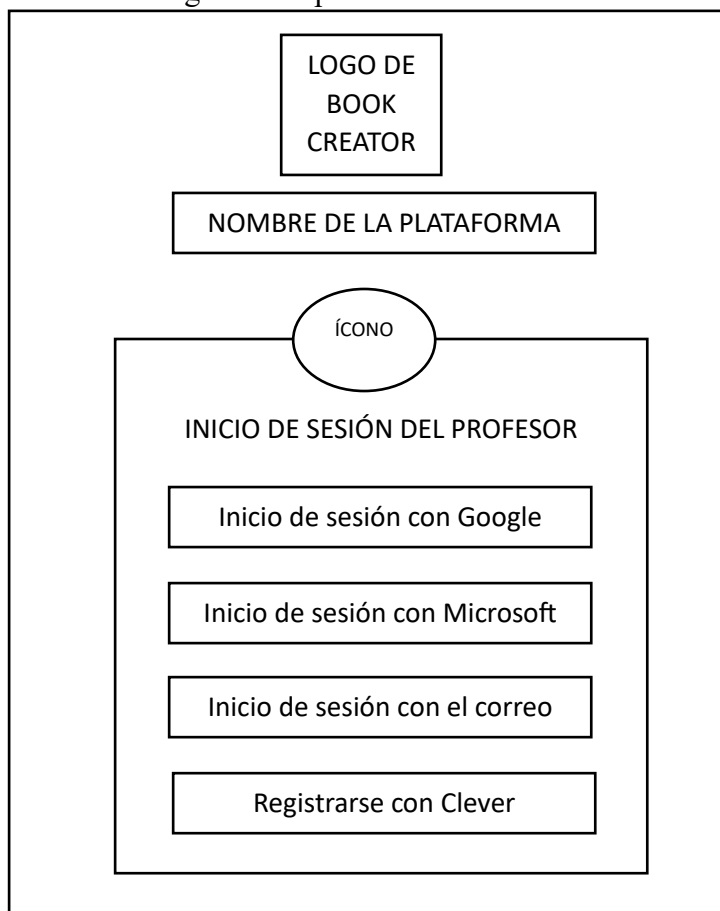 LOGO DE
BOOK
CREATOR
NOMBRE DE LA PLATAFORMA
ÍCONO
INICIO DE SESIÓN DEL PROFESOR
Inicio de sesión con Google
Inicio de sesión con Microsoft
Inicio de sesión con el correo
Registrarse con Clever